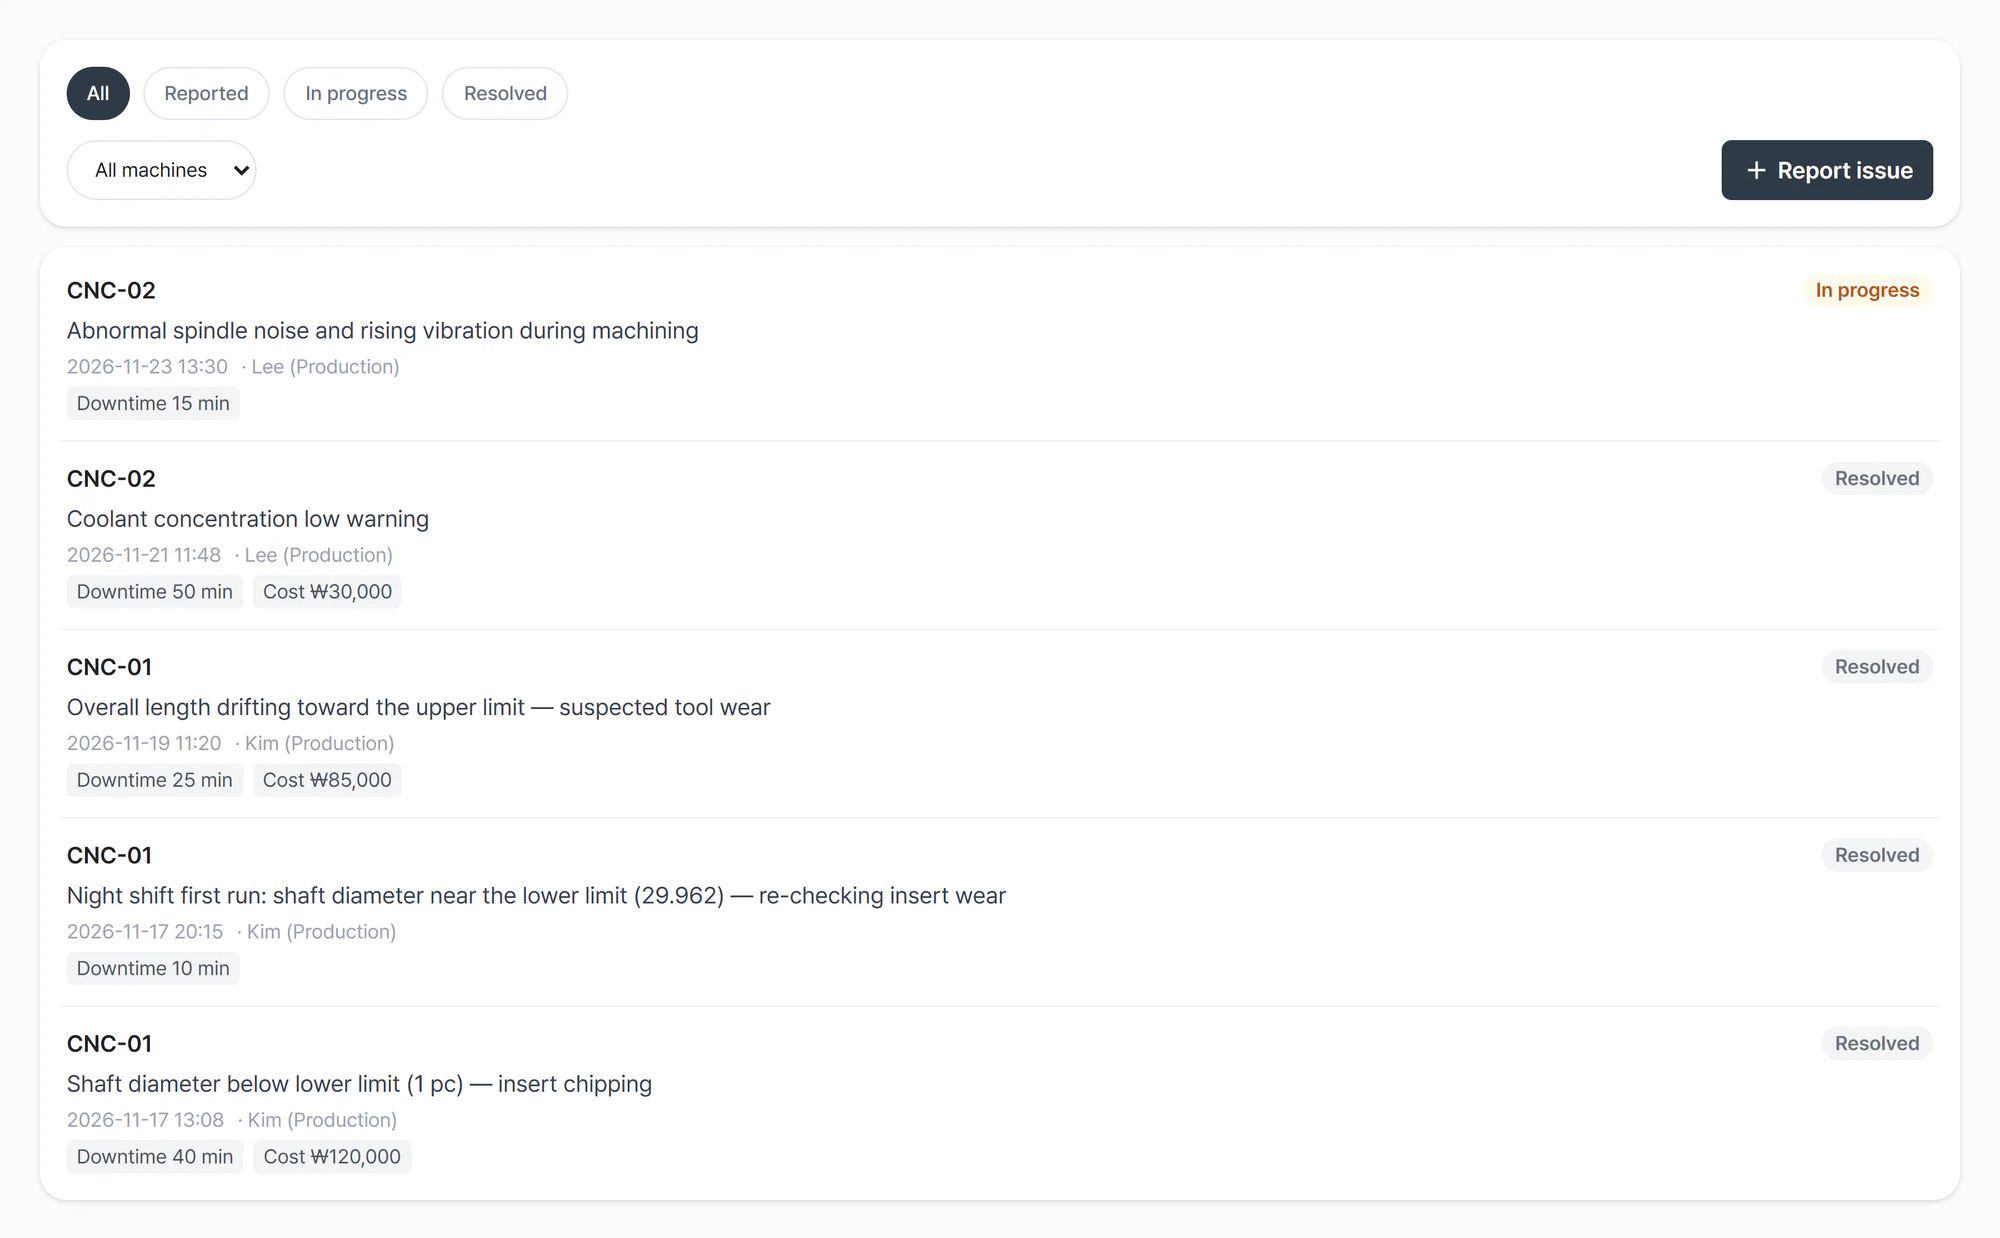 All Reported In progress Resolved
All machines + Report issue
CNC-02 In progress
Abnormal spindle noise and rising vibration during machining
2026-11-23 13:30 · Lee (Production)
Downtime 15 min
CNC-02 Resolved
Coolant concentration low warning
2026-11-21 11:48 · Lee (Production)
Downtime 50 min Cost ₩30,000
CNC-01 Resolved
Overall length drifting toward the upper limit — suspected tool wear
2026-11-19 11:20 · Kim (Production)
Downtime 25 min Cost ₩85,000
CNC-01 Resolved
Night shift first run: shaft diameter near the lower limit (29.962) — re-checking insert wear
2026-11-17 20:15 · Kim (Production)
Downtime 10 min
CNC-01 Resolved
Shaft diameter below lower limit (1 pc) — insert chipping
2026-11-17 13:08 · Kim (Production)
Downtime 40 min Cost ₩120,000